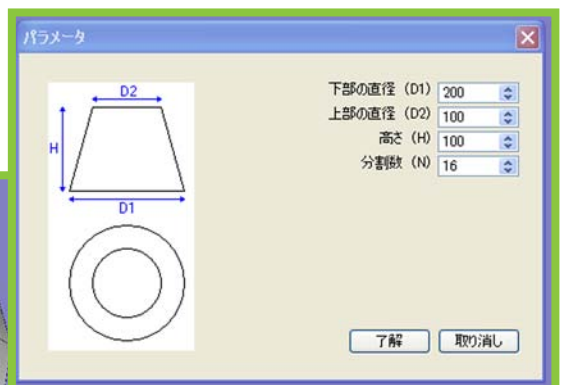 パラメータ
D2
H
D1
下部の直径 (D1) 200
上部の直径 (D2) 100
高さ (H) 100
分割数 (N) 16
了解
取り消し